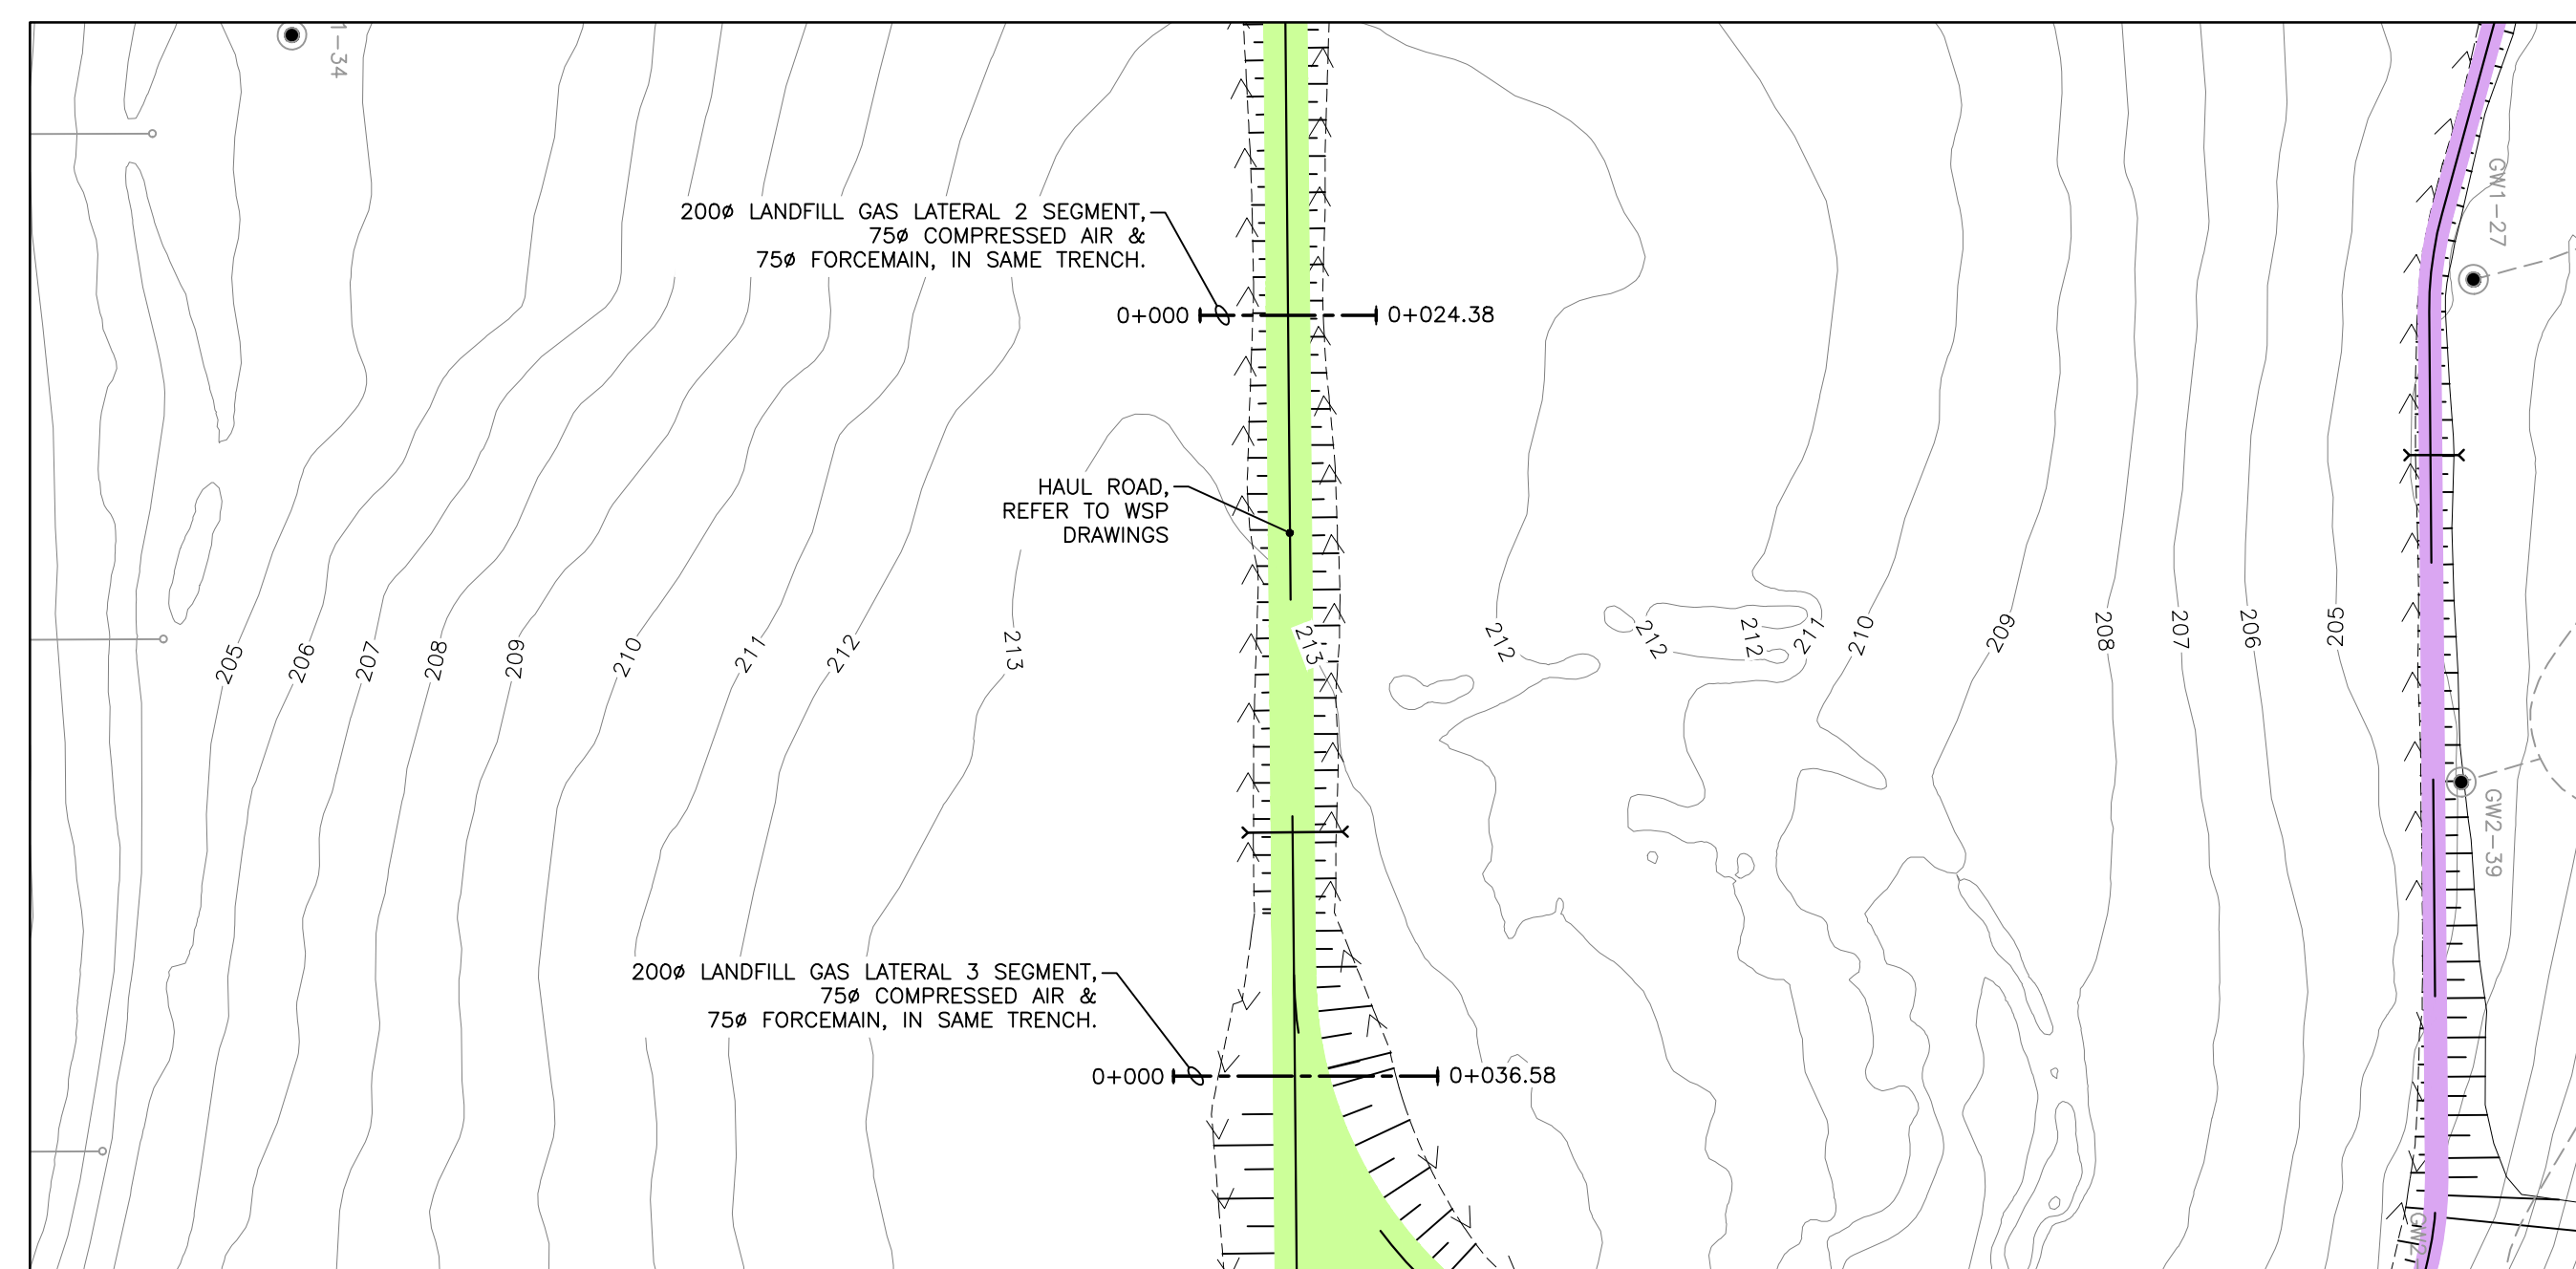 1-34
GW1-27
200ø LANDFILL GAS LATERAL 2 SEGMENT,
75ø COMPRESSED AIR &
75ø FORCEMAIN, IN SAME TRENCH.
0+000
0+024.38
HAUL ROAD,
REFER TO WSP
DRAWINGS
205
206
207
208
209
210
211
212
213
213
212
212
212
211
210
209
208
207
206
205
GW2-39
200ø LANDFILL GAS LATERAL 3 SEGMENT,
75ø COMPRESSED AIR &
75ø FORCEMAIN, IN SAME TRENCH.
0+000
0+036.58
GW2